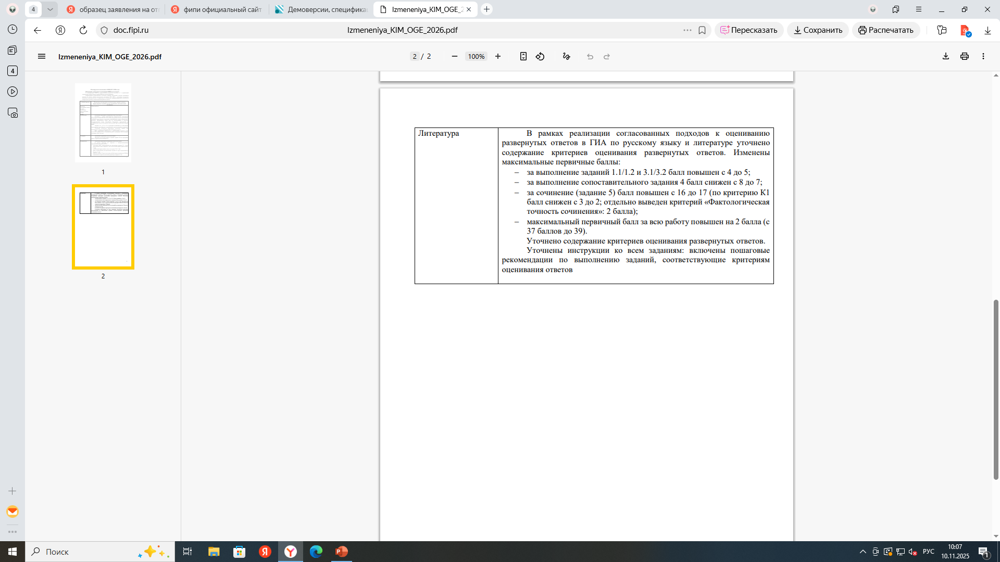 4
образец заявления на от
фипи официальный сайт
Демоверсии, специфика
Izmeneniya_KIM_OGE_2
doc.fipi.ru
Izmeneniya_KIM_OGE_2026.pdf
Пересказать
Сохранить
Распечатать
4
Izmeneniya_KIM_OGE_2026.pdf
2 / 2
100%
1
2
Литература
В рамках реализации согласованных подходов к оцениванию
развернутых ответов в ГИА по русскому языку и литературе уточнено
содержание критериев оценивания развернутых ответов. Изменены
максимальные первичные баллы:
– за выполнение заданий 1.1/1.2 и 3.1/3.2 балл повышен с 4 до 5;
– за выполнение сопоставительного задания 4 балл снижен с 8 до 7;
– за сочинение (задание 5) балл повышен с 16 до 17 (по критерию К1
балл снижен с 3 до 2; отдельно выведен критерий «Фактологическая
точность сочинения»: 2 балла);
– максимальный первичный балл за всю работу повышен на 2 балла (с
37 баллов до 39).
Уточнено содержание критериев оценивания развернутых ответов.
Уточнены инструкции ко всем заданиям: включены пошаговые
рекомендации по выполнению заданий, соответствующие критериям
оценивания ответов
Поиск
РУС
10:07
10.11.2025
1